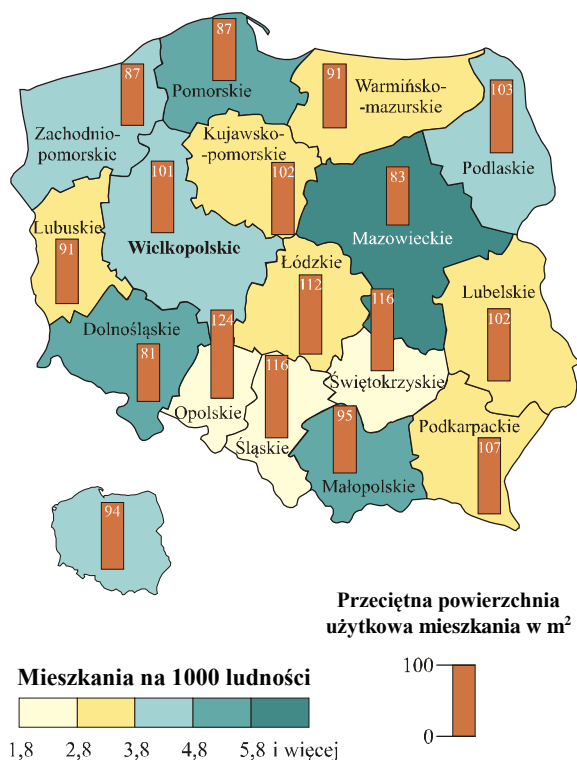 87
Pomorskie
87
Zachodnio-
pomorskie
91
Warmińsko-
-mazurskie
103
Podlaskie
Kujawsko-
-pomorskie
102
101
Wielkopolskie
83
Mazowieckie
Lubuskie
91
Łódzkie
112
116
Świętokrzyskie
Lubelskie
102
Dolnośląskie
81
124
Opolskie
116
Śląskie
95
Małopolskie
Podkarpackie
107
94
Przeciętna powierzchnia
użytkowa mieszkania w m²
100
0
Mieszkania na 1000 ludności
1,8 2,8 3,8 4,8 5,8 i więcej